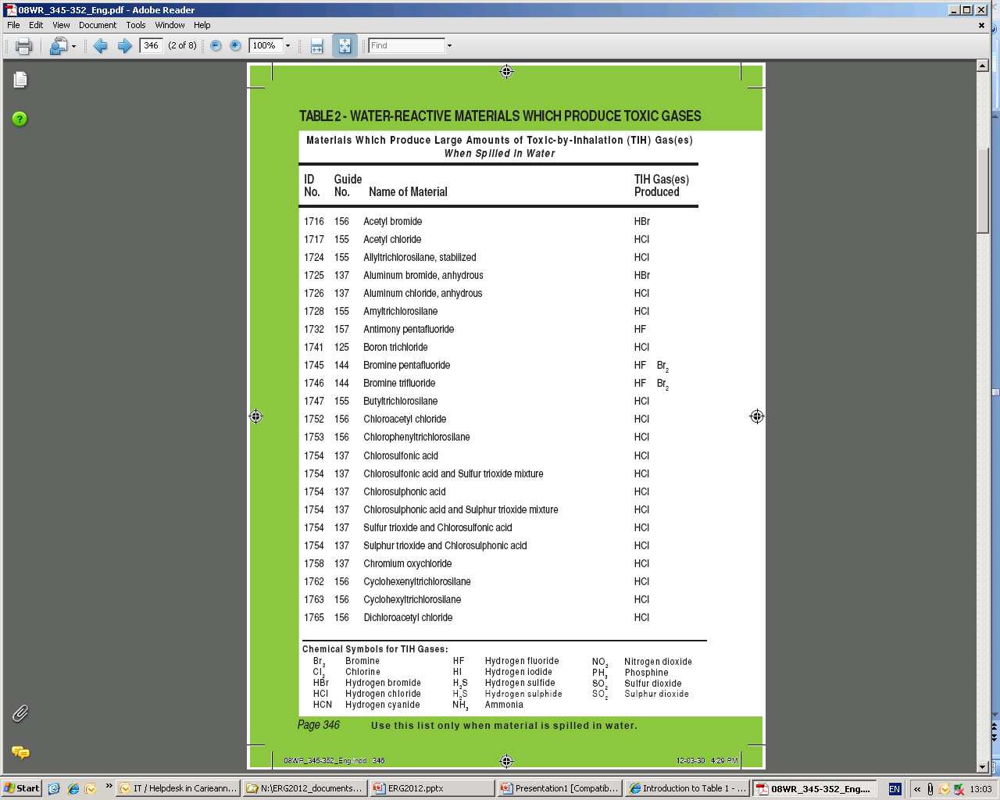 08WR_345-352_Eng.pdf - Adobe Reader
File Edit View Document Tools Window Help
346 (2 of 8) 100% Find
TABLE 2 - WATER-REACTIVE MATERIALS WHICH PRODUCE TOXIC GASES
Materials Which Produce Large Amounts of Toxic-by-Inhalation (TIH) Gas(es)
When Spilled in Water
ID Guide TIH Gas(es)
No. No. Name of Material Produced
1716 156 Acetyl bromide HBr
1717 155 Acetyl chloride HCl
1724 155 Allyltrichlorosilane, stabilized HCl
1725 137 Aluminum bromide, anhydrous HBr
1726 137 Aluminum chloride, anhydrous HCl
1728 155 Amyltrichlorosilane HCl
1732 157 Antimony pentafluoride HF
1741 125 Boron trichloride HCl
1745 144 Bromine pentafluoride HF Br2
1746 144 Bromine trifluoride HF Br2
1747 155 Butyltrichlorosilane HCl
1752 156 Chloroacetyl chloride HCl
1753 156 Chlorophenyltrichlorosilane HCl
1754 137 Chlorosulfonic acid HCl
1754 137 Chlorosulfonic acid and Sulfur trioxide mixture HCl
1754 137 Chlorosulphonic acid HCl
1754 137 Chlorosulphonic acid and Sulphur trioxide mixture HCl
1754 137 Sulfur trioxide and Chlorosulfonic acid HCl
1754 137 Sulphur trioxide and Chlorosulphonic acid HCl
1758 137 Chromium oxychloride HCl
1762 156 Cyclohexenyltrichlorosilane HCl
1763 156 Cyclohexyltrichlorosilane HCl
1765 156 Dichloroacetyl chloride HCl
Chemical Symbols for TIH Gases:
Br2 Bromine HF Hydrogen fluoride NO2 Nitrogen dioxide
Cl2 Chlorine HI Hydrogen iodide PH3 Phosphine
HBr Hydrogen bromide H2S Hydrogen sulfide SO2 Sulfur dioxide
HCl Hydrogen chloride H2S Hydrogen sulphide SO2 Sulphur dioxide
HCN Hydrogen cyanide NH3 Ammonia
Page 346 Use this list only when material is spilled in water.
08WR_345-352_Eng.indd 346 12-03-30 4:29 PM
Start IT / Helpdesk in Carieann... N:\ERG2012_documents... ERG2012.pptx Presentation1 [Compatib... Introduction to Table 1 - ... 08WR_345-352_Eng.... EN 13:03